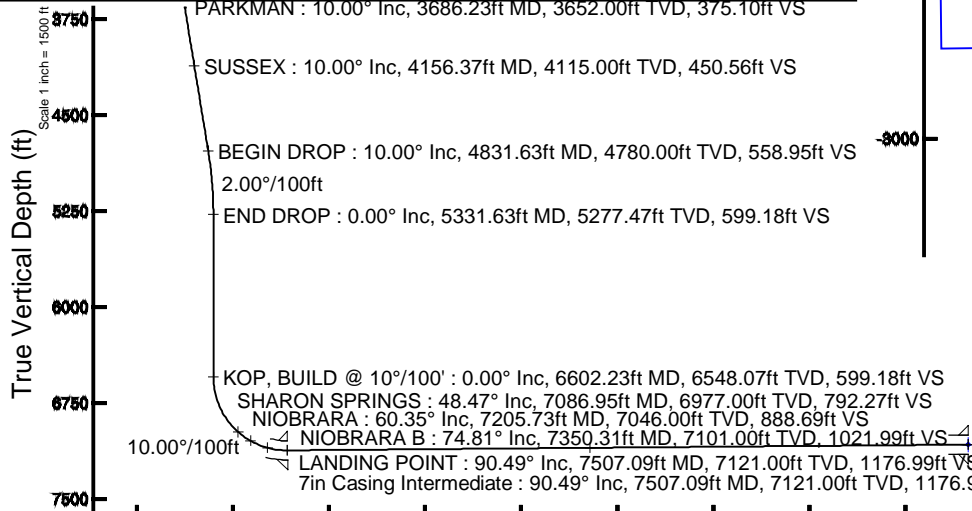 PARKMAN : 10.00° Inc, 3686.23ft MD, 3652.00ft TVD, 375.10ft VS
3750
Scale 1 inch = 1500 ft
SUSSEX : 10.00° Inc, 4156.37ft MD, 4115.00ft TVD, 450.56ft VS
4500
True Vertical Depth (ft)
-3000
BEGIN DROP : 10.00° Inc, 4831.63ft MD, 4780.00ft TVD, 558.95ft VS
2.00°/100ft
5250
END DROP : 0.00° Inc, 5331.63ft MD, 5277.47ft TVD, 599.18ft VS
6000
KOP, BUILD @ 10°/100' : 0.00° Inc, 6602.23ft MD, 6548.07ft TVD, 599.18ft VS
6750
SHARON SPRINGS : 48.47° Inc, 7086.95ft MD, 6977.00ft TVD, 792.27ft VS
NIOBRARA : 60.35° Inc, 7205.73ft MD, 7046.00ft TVD, 888.69ft VS
10.00°/100ft
NIOBRARA B : 74.81° Inc, 7350.31ft MD, 7101.00ft TVD, 1021.99ft VS
LANDING POINT : 90.49° Inc, 7507.09ft MD, 7121.00ft TVD, 1176.99ft VS
7in Casing Intermediate : 90.49° Inc, 7507.09ft MD, 7121.00ft TVD, 1176.9
7500